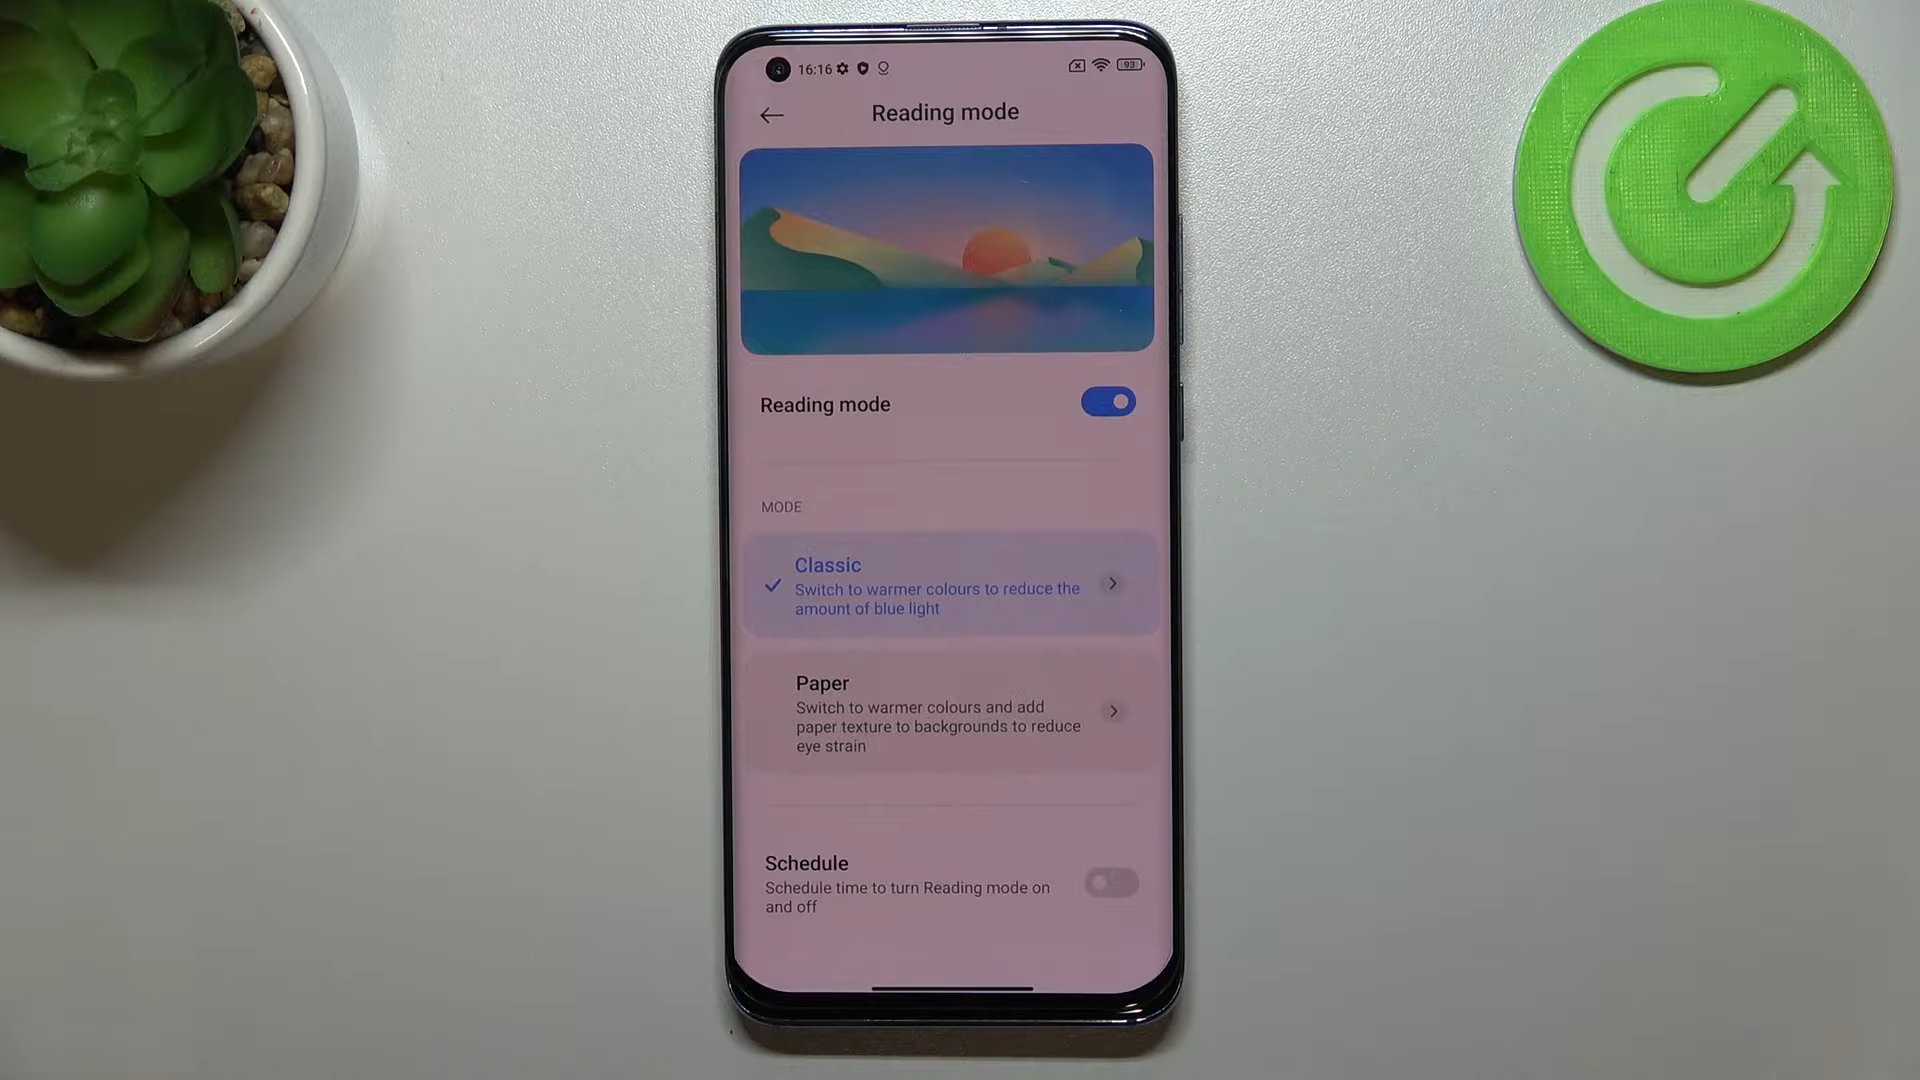 16:16
93
Reading mode
Reading mode
MODE
Classic
Switch to warmer colours to reduce the
amount of blue light
Paper
Switch to warmer colours and add
paper texture to backgrounds to reduce
eye strain
Schedule
Schedule time to turn Reading mode on
and off